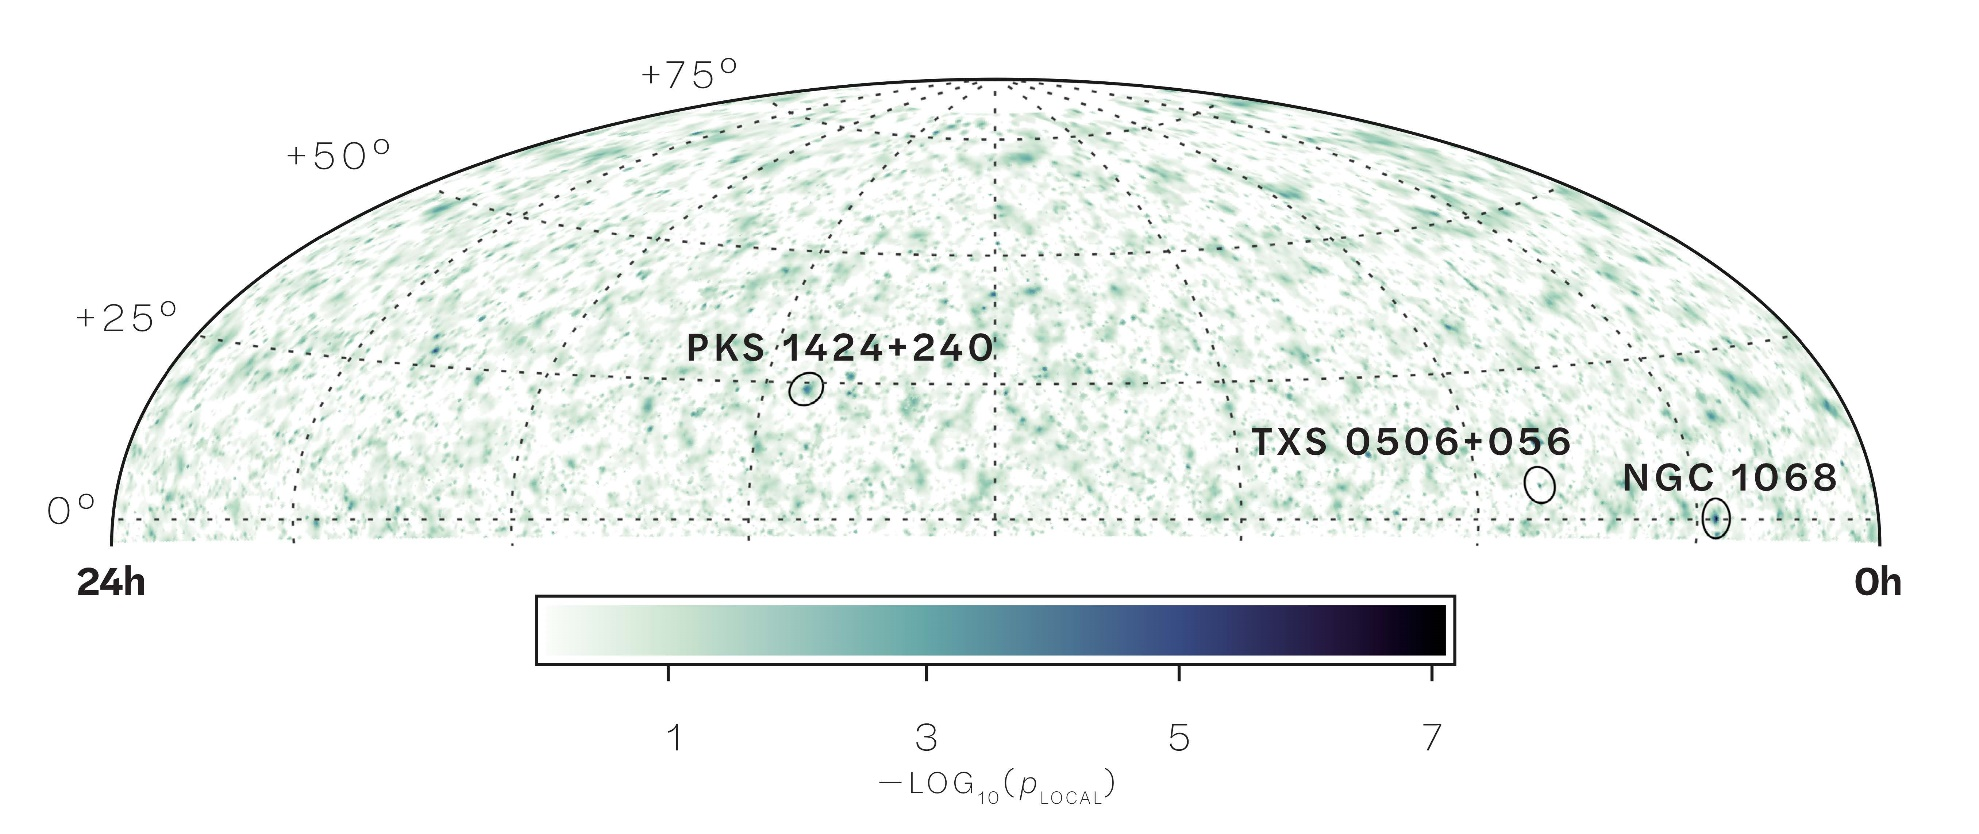 +75°
+50°
+25°
PKS 1424+240
TXS 0506+056
NGC 1068
0°
24h
0h
1 3 5 7
—LOG₁₀(pLOCAL)